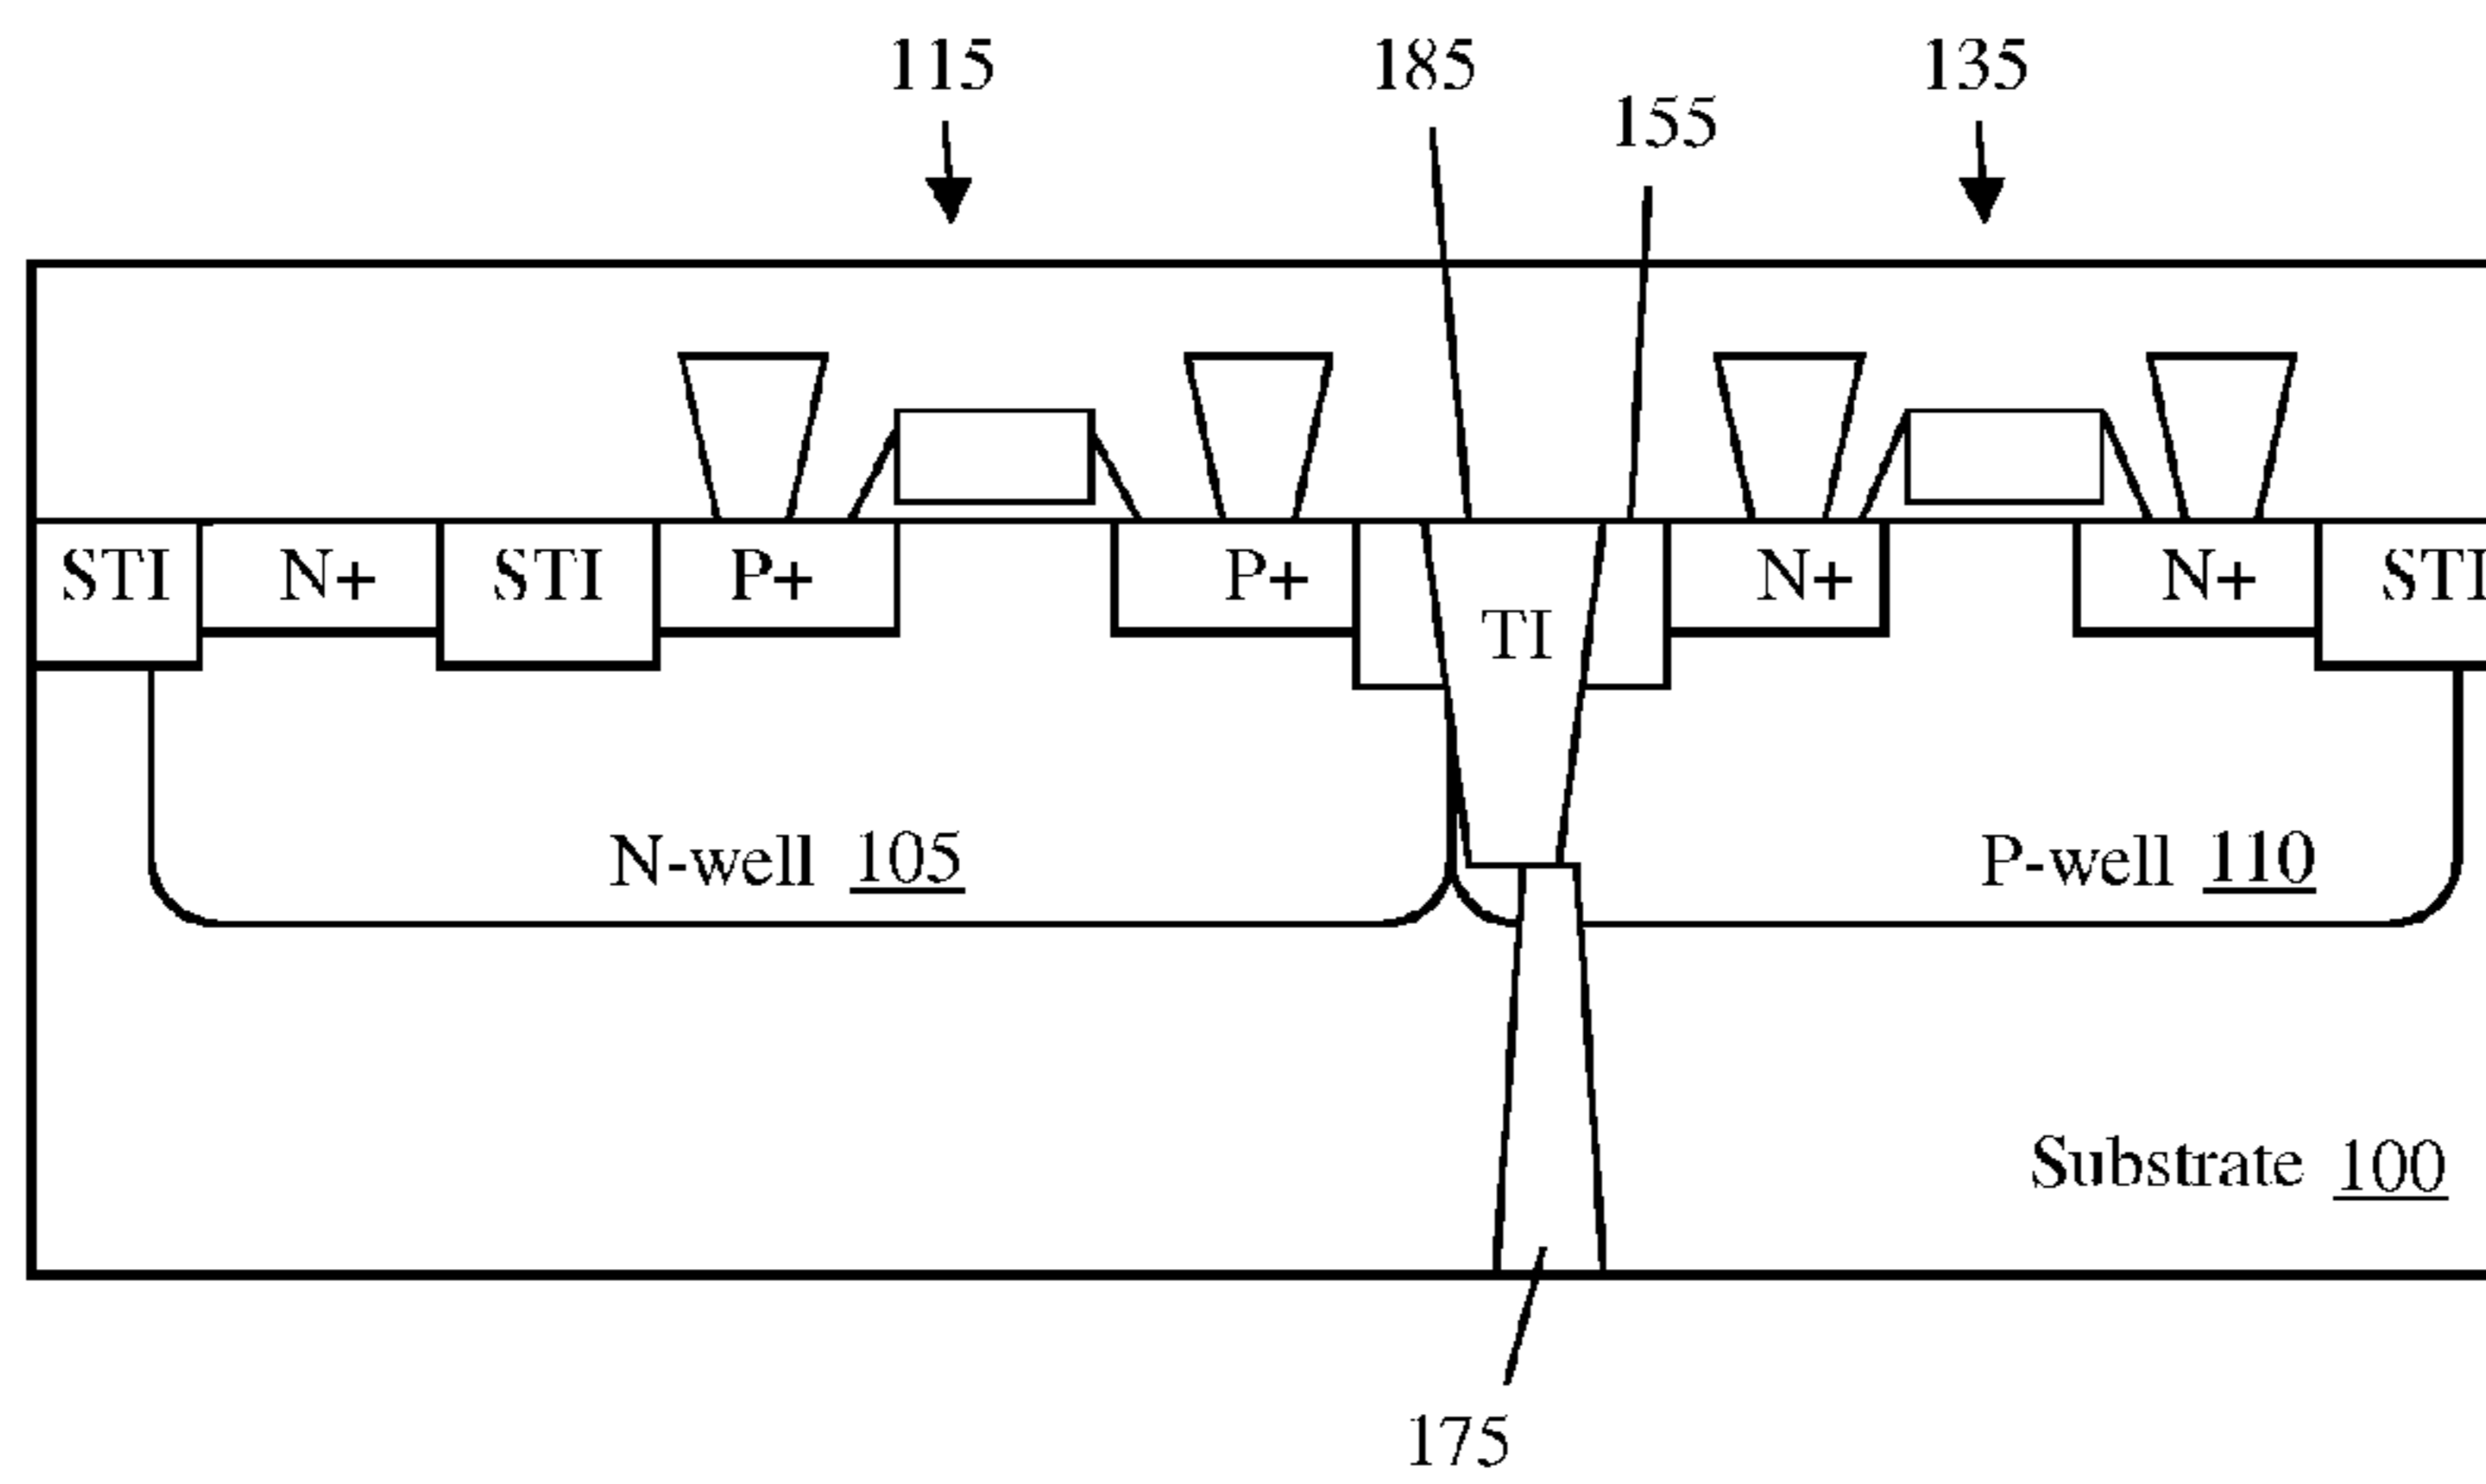 115 185 135
155
STI N+ STI P+ P+ N+ N+ STI
TI
N-well 105 P-well 110
Substrate 100
175